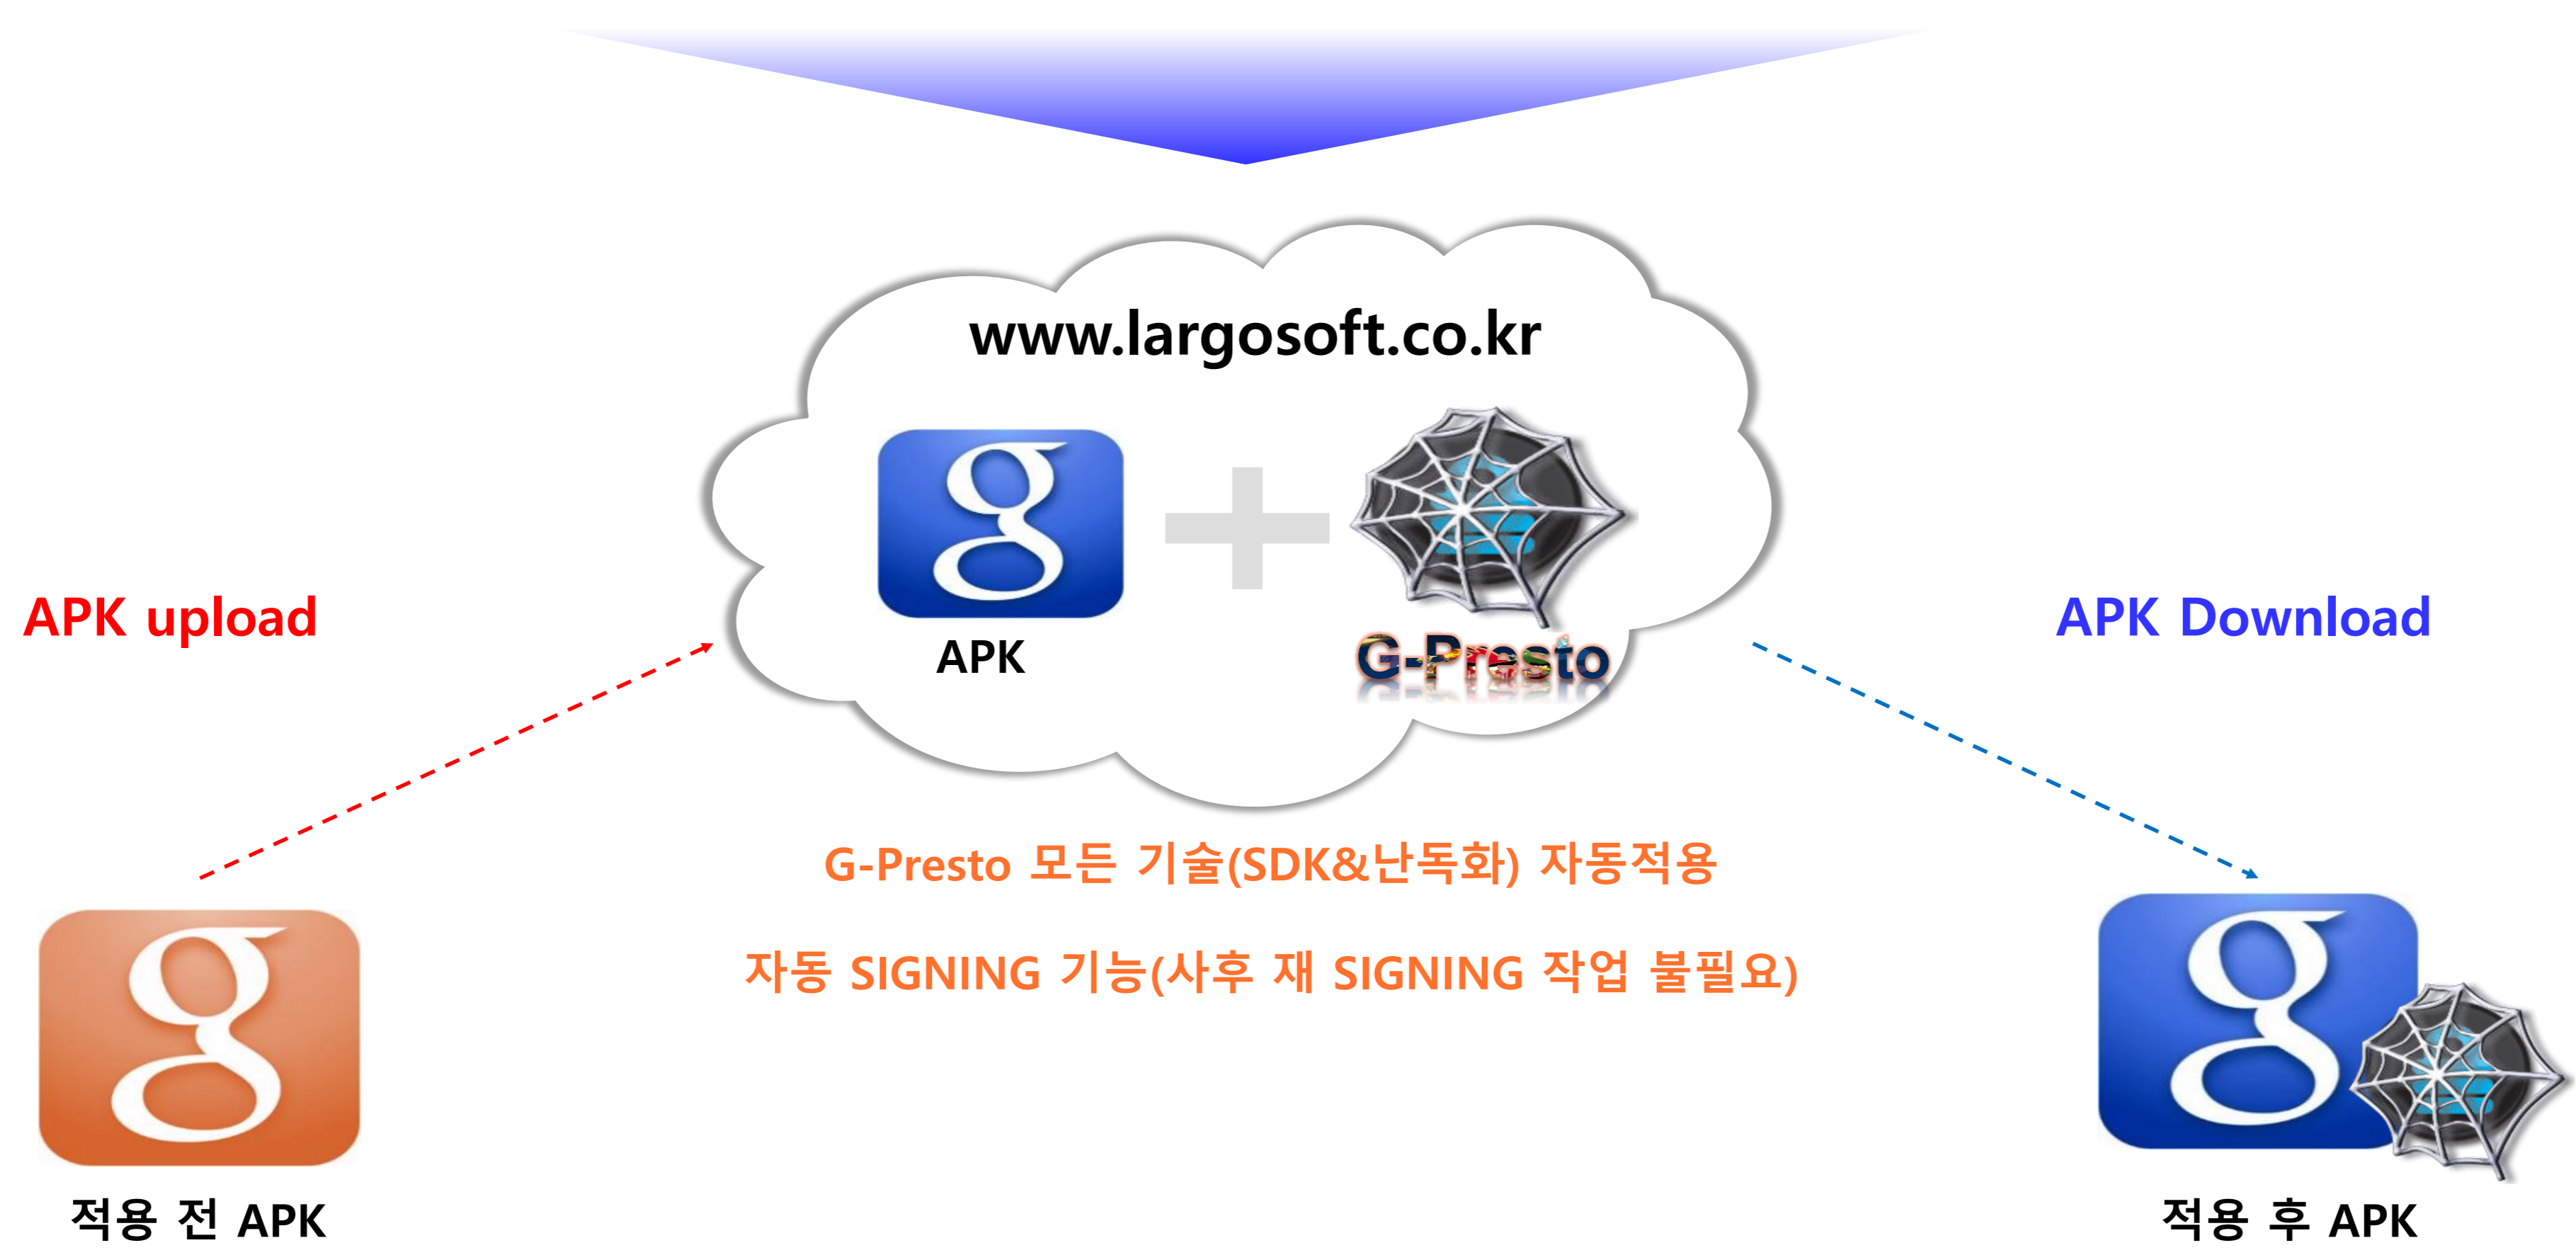 www.largosoft.co.kr
APK upload
APK Download
APK
G-Presto
G-Presto 모든 기술(SDK&난독화) 자동적용
자동 SIGNING 기능(사후 재 SIGNING 작업 불필요)
적용 전 APK
적용 후 APK